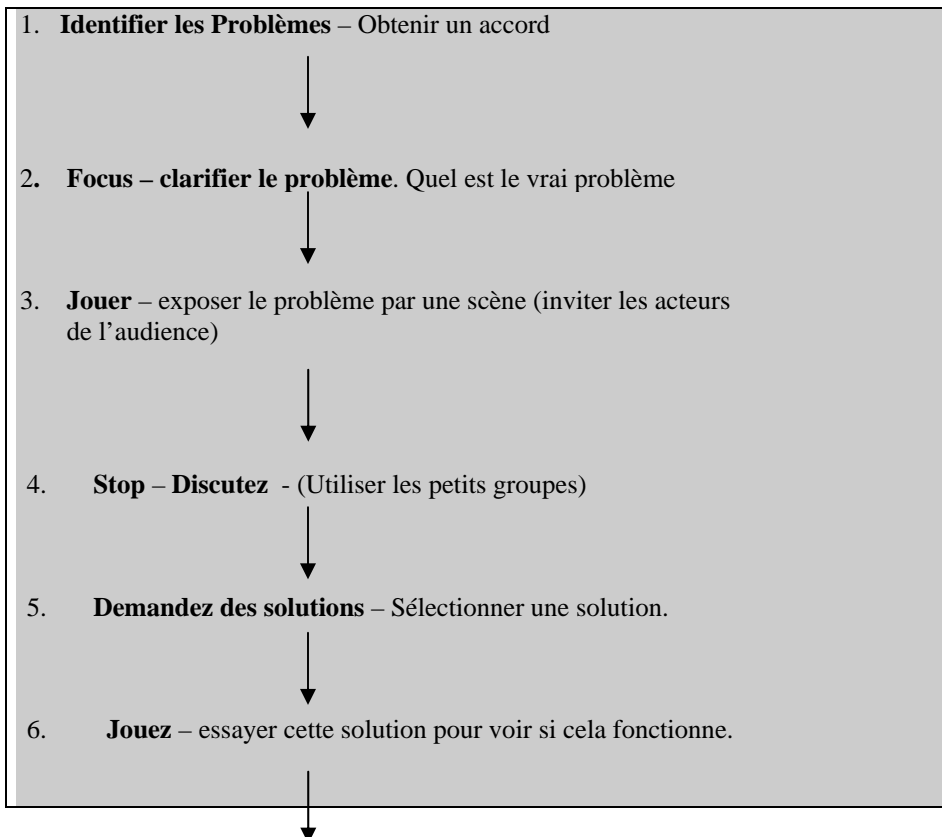 1. Identifier les Problèmes – Obtenir un accord
2. Focus – clarifier le problème. Quel est le vrai problème
3. Jouer – exposer le problème par une scène (inviter les acteurs
de l’audience)
4. Stop – Discutez - (Utiliser les petits groupes)
5. Demandez des solutions – Sélectionner une solution.
6. Jouez – essayer cette solution pour voir si cela fonctionne.